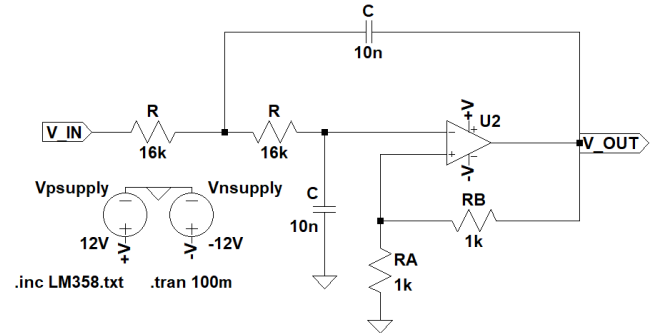 C
10n
R
R
+V
U2
V_IN
V_OUT
16k
16k
-V
Vpsupply
Vnsupply
C
RB
10n
1k
12V
-12V
+V
-V
RA
1k
.inc LM358.txt .tran 100m